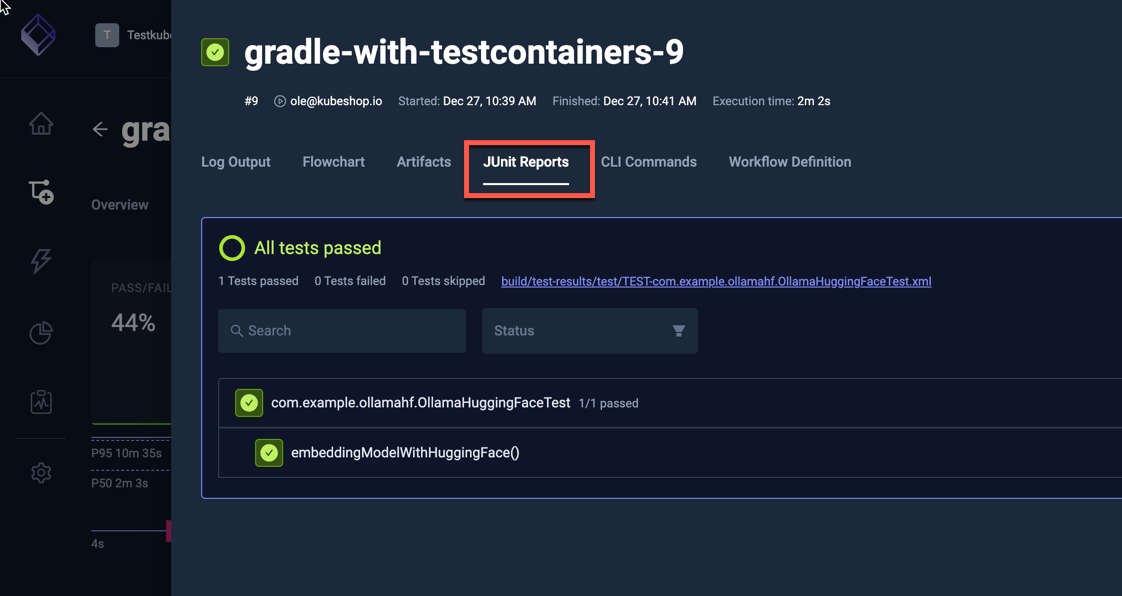 T Testkub
gradle-with-testcontainers-9
#9 ole@kubeshop.io Started: Dec 27, 10:39 AM Finished: Dec 27, 10:41 AM Execution time: 2m 2s
gra
Log Output Flowchart Artifacts JUnit Reports CLI Commands Workflow Definition
Overview
All tests passed
1 Tests passed 0 Tests failed 0 Tests skipped build/test-results/test/TEST-com.example.ollamahf.OllamaHuggingFaceTest.xml
PASS/FAIL
44%
Search Status
com.example.ollamahf.OllamaHuggingFaceTest 1/1 passed
embeddingModelWithHuggingFace()
P95 10m 35s
P50 2m 3s
4s